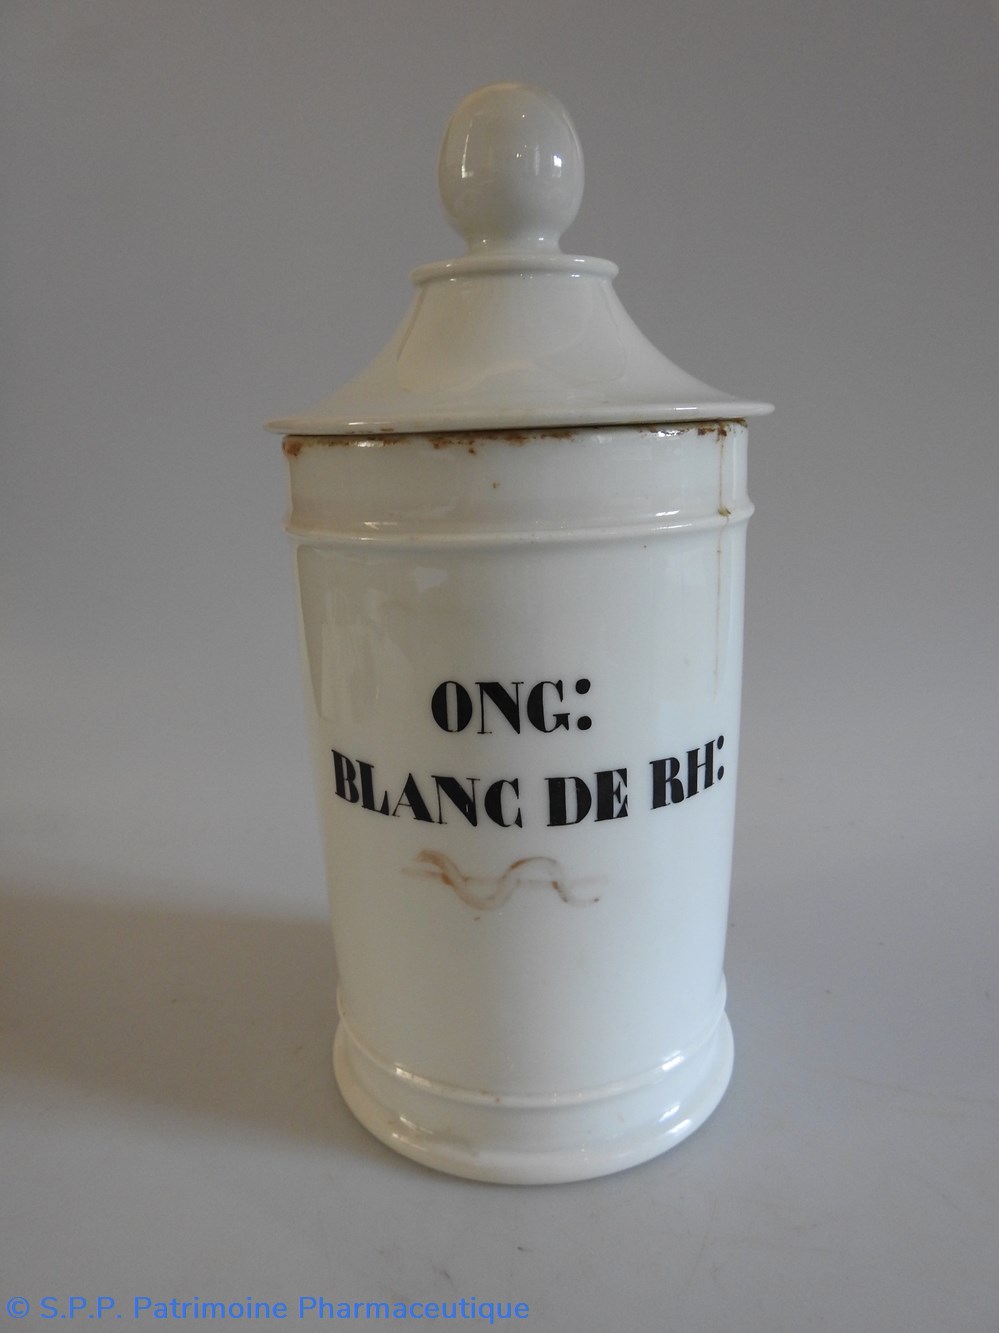 ONG:
BLANC DE RH:
© S.P.P. Patrimoine Pharmaceutique